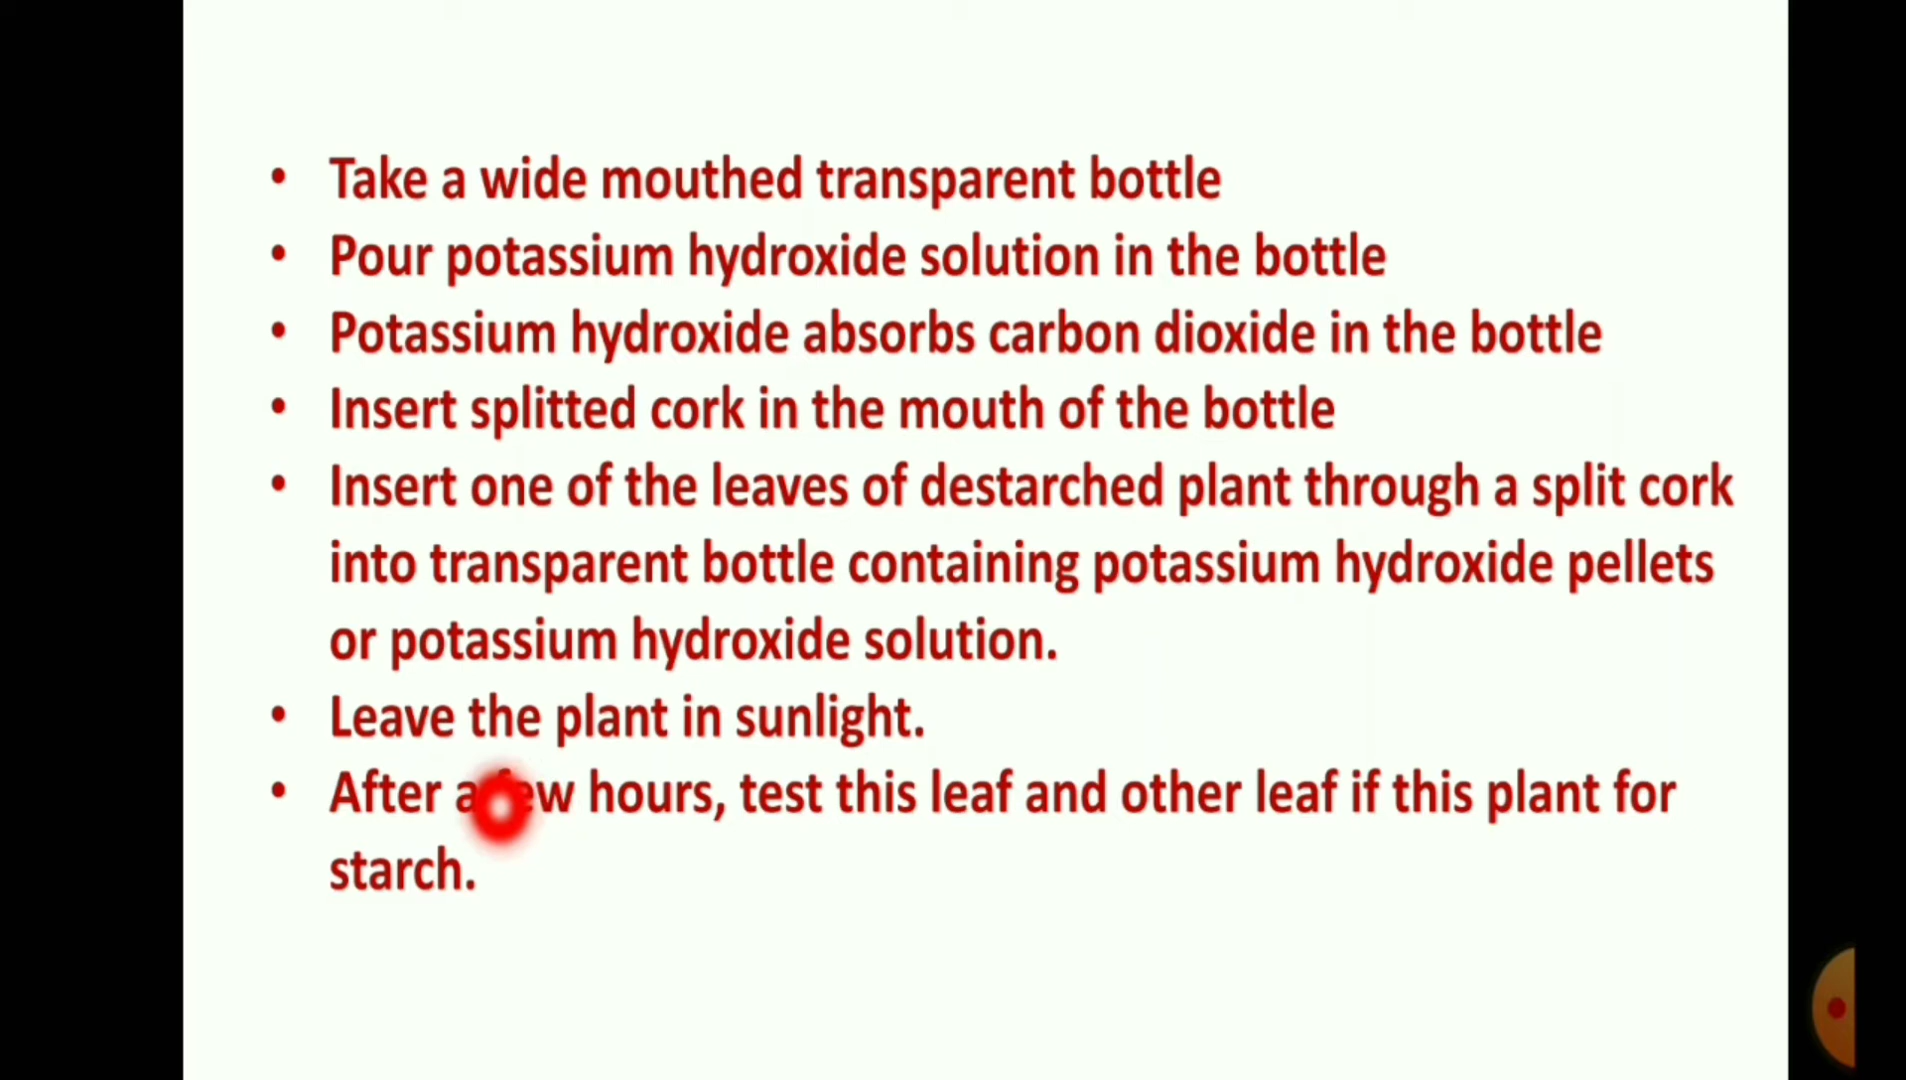 • Take a wide mouthed transparent bottle
• Pour potassium hydroxide solution in the bottle
• Potassium hydroxide absorbs carbon dioxide in the bottle
• Insert splitted cork in the mouth of the bottle
• Insert one of the leaves of destarched plant through a split cork
into transparent bottle containing potassium hydroxide pellets
or potassium hydroxide solution.
• Leave the plant in sunlight.
• After a few hours, test this leaf and other leaf if this plant for
starch.